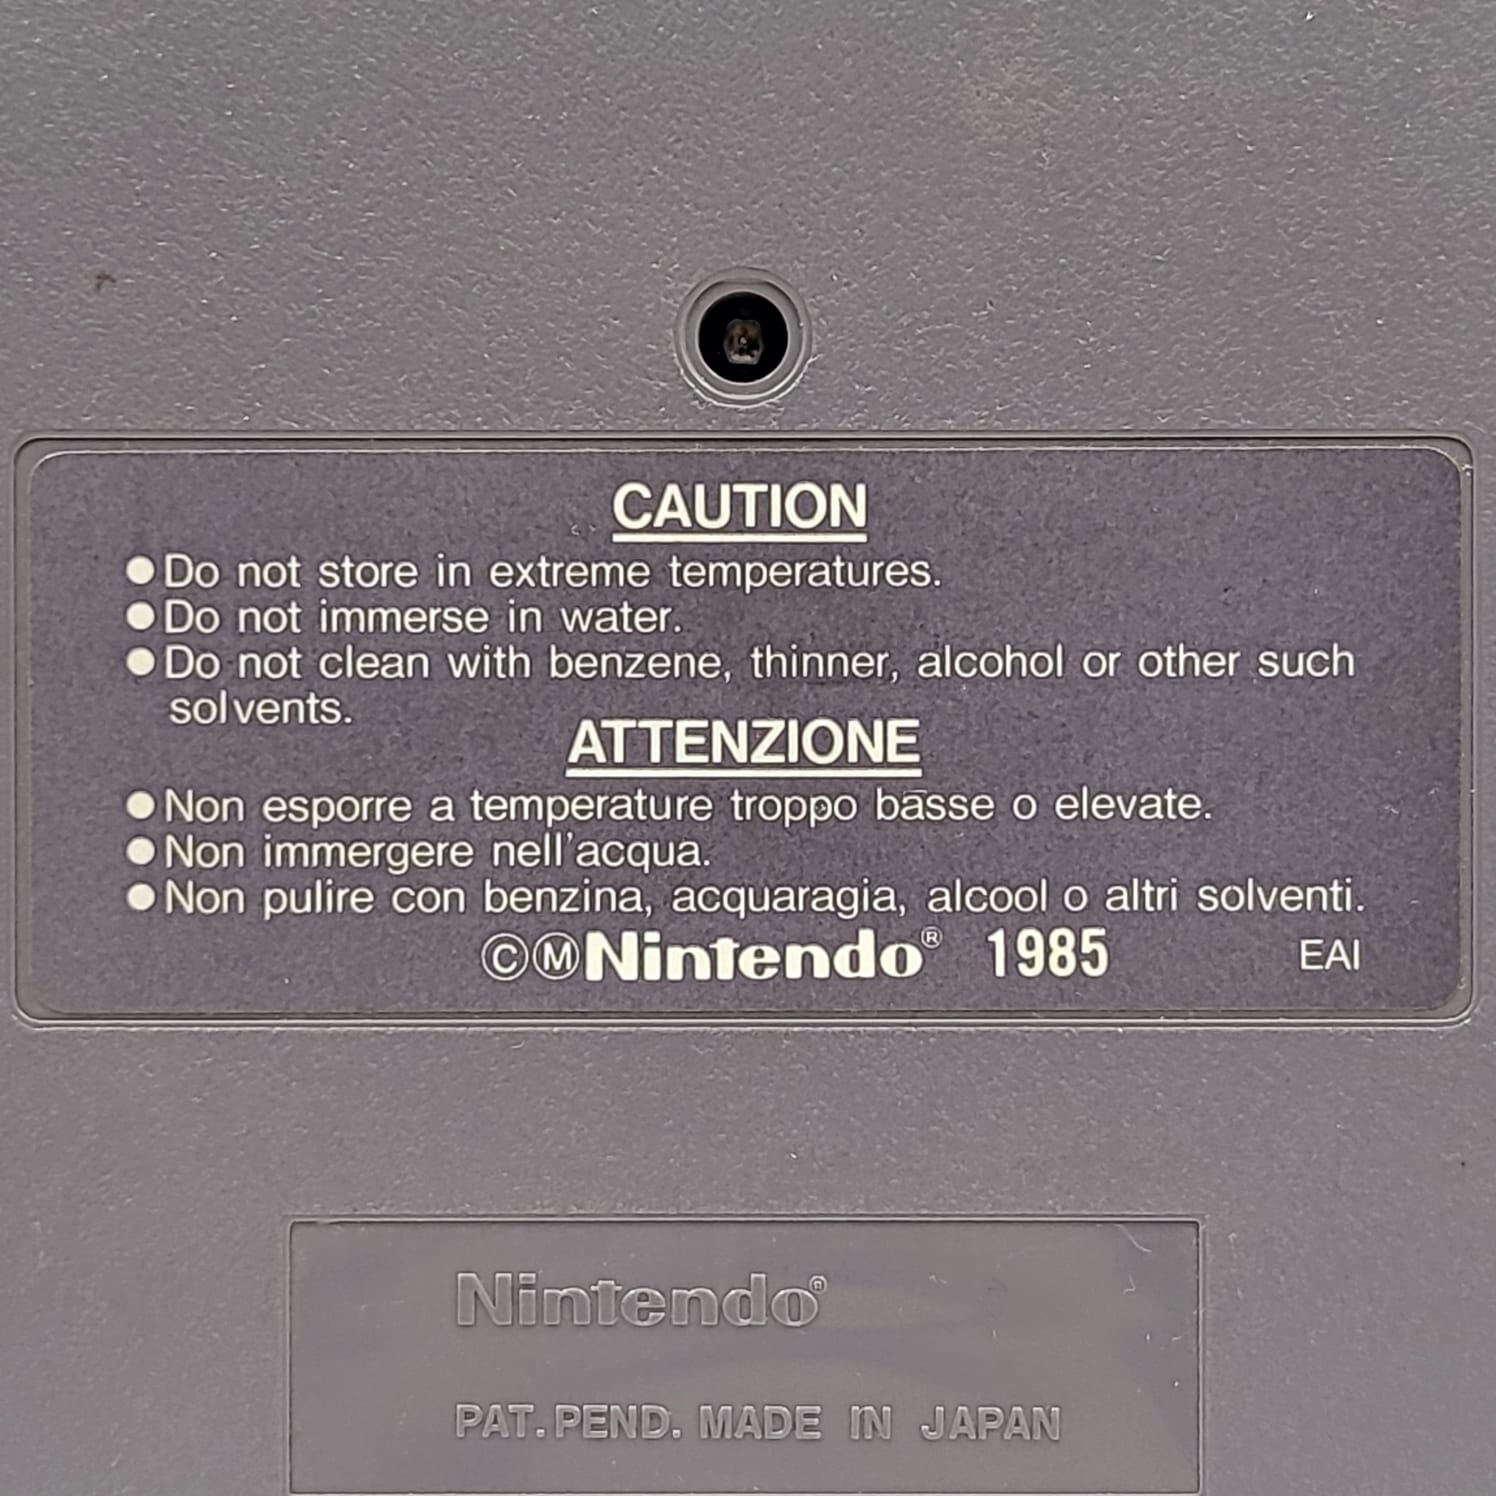 CAUTION
●Do not store in extreme temperatures.
●Do not immerse in water.
●Do not clean with benzene, thinner, alcohol or other such
solvents.
ATTENZIONE
●Non esporre a temperature troppo basse o elevate.
●Non immergere nell'acqua.
●Non pulire con benzina, acquaragia, alcool o altri solventi.
ⒸⓂNintendo® 1985 EAI
Nintendo®
PAT. PEND. MADE IN JAPAN